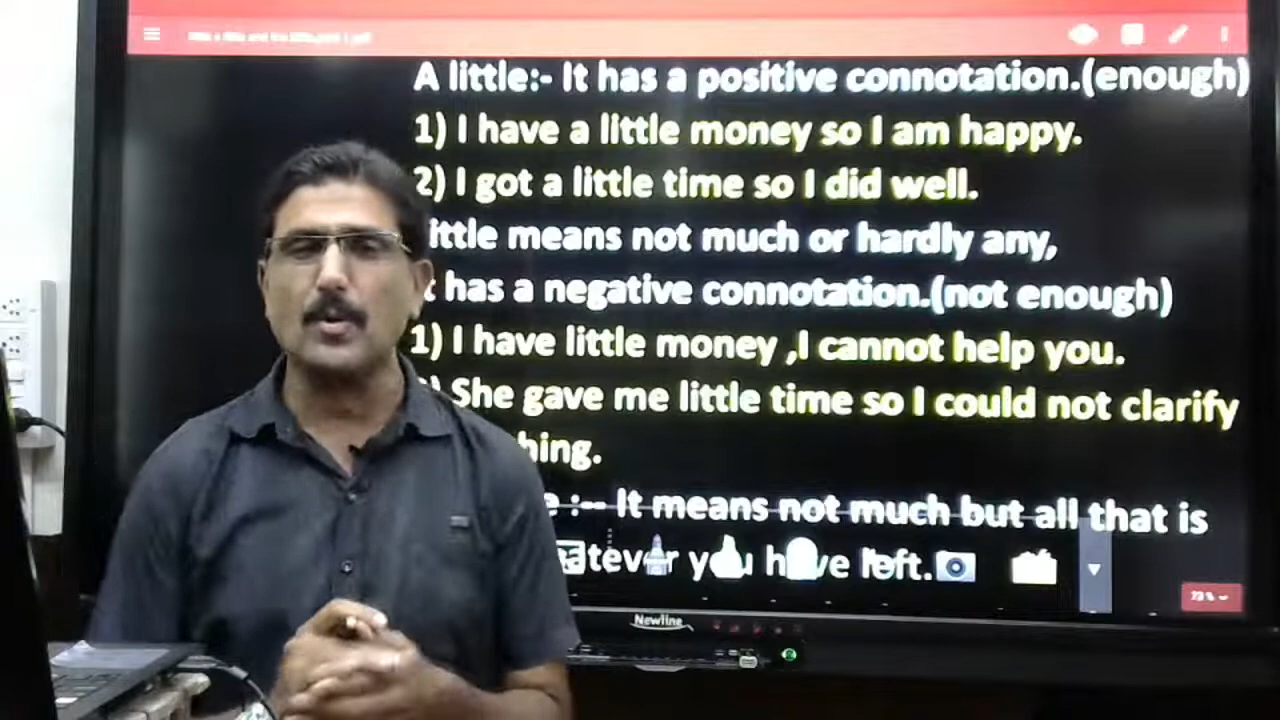 A little:- It has a positive connotation.(enough)
1) I have a little money so I am happy.
2) I got a little time so I did well.
ittle means not much or hardly any,
t has a negative connotation.(not enough)
1) I have little money ,I cannot help you.
) She gave me little time so I could not clarify
hing.
e :-- It means not much but all that is
atever you have left.
Newline